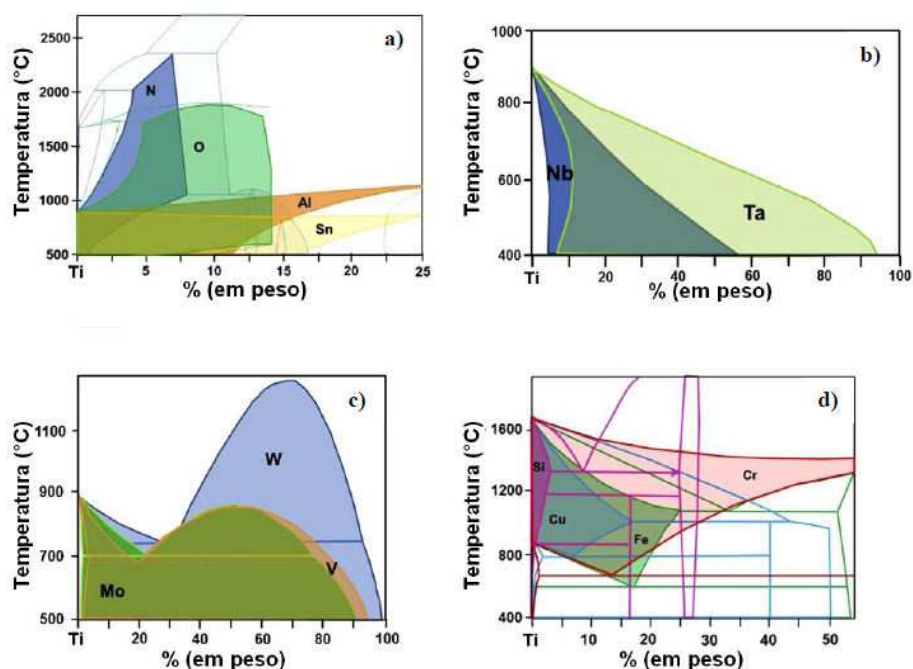 a)
Temperatura (°C)
2500
2000
1500
1000
500
N
O
Al
Sn
Ti 5 10 15 20 25
% (em peso)
b)
Temperatura (°C)
1000
800
600
400
Nb
Ta
Ti 20 40 60 80 100
% (em peso)
c)
Temperatura (°C)
1100
900
700
500
W
V
Mo
Ti 20 40 60 80 100
% (em peso)
d)
Temperatura (°C)
1600
1200
800
400
Si
Cr
Cu
Fe
Ti 10 20 30 40 50
% (em peso)